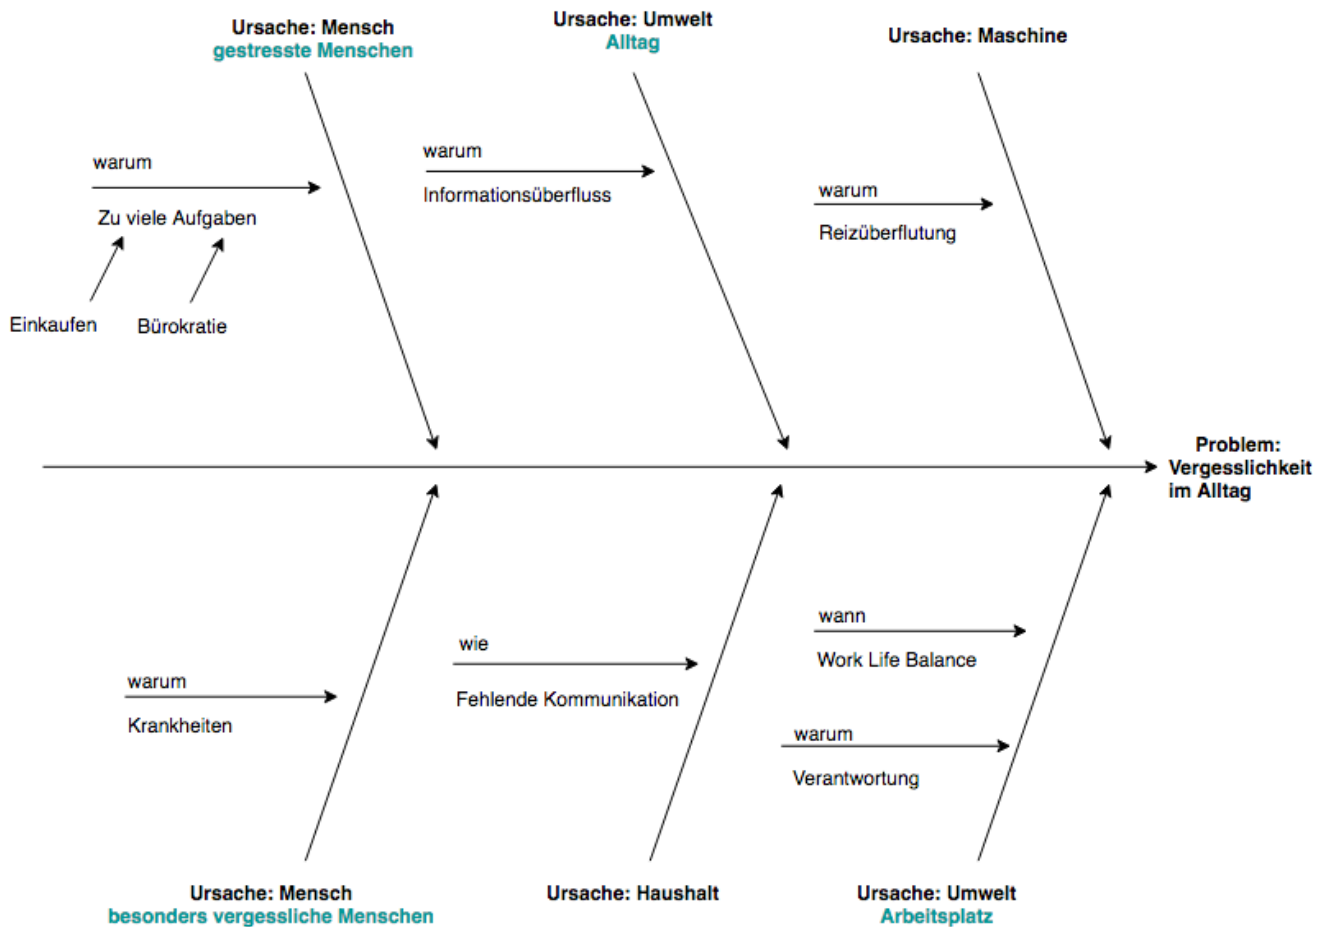 Ursache: Mensch
gestresste Menschen
Ursache: Umwelt
Alltag
Ursache: Maschine
warum
Zu viele Aufgaben
Einkaufen
Bürokratie
warum
Informationsüberfluss
warum
Reizüberflutung
Problem:
Vergesslichkeit
im Alltag
warum
Krankheiten
wie
Fehlende Kommunikation
wann
Work Life Balance
warum
Verantwortung
Ursache: Mensch
besonders vergessliche Menschen
Ursache: Haushalt
Ursache: Umwelt
Arbeitsplatz